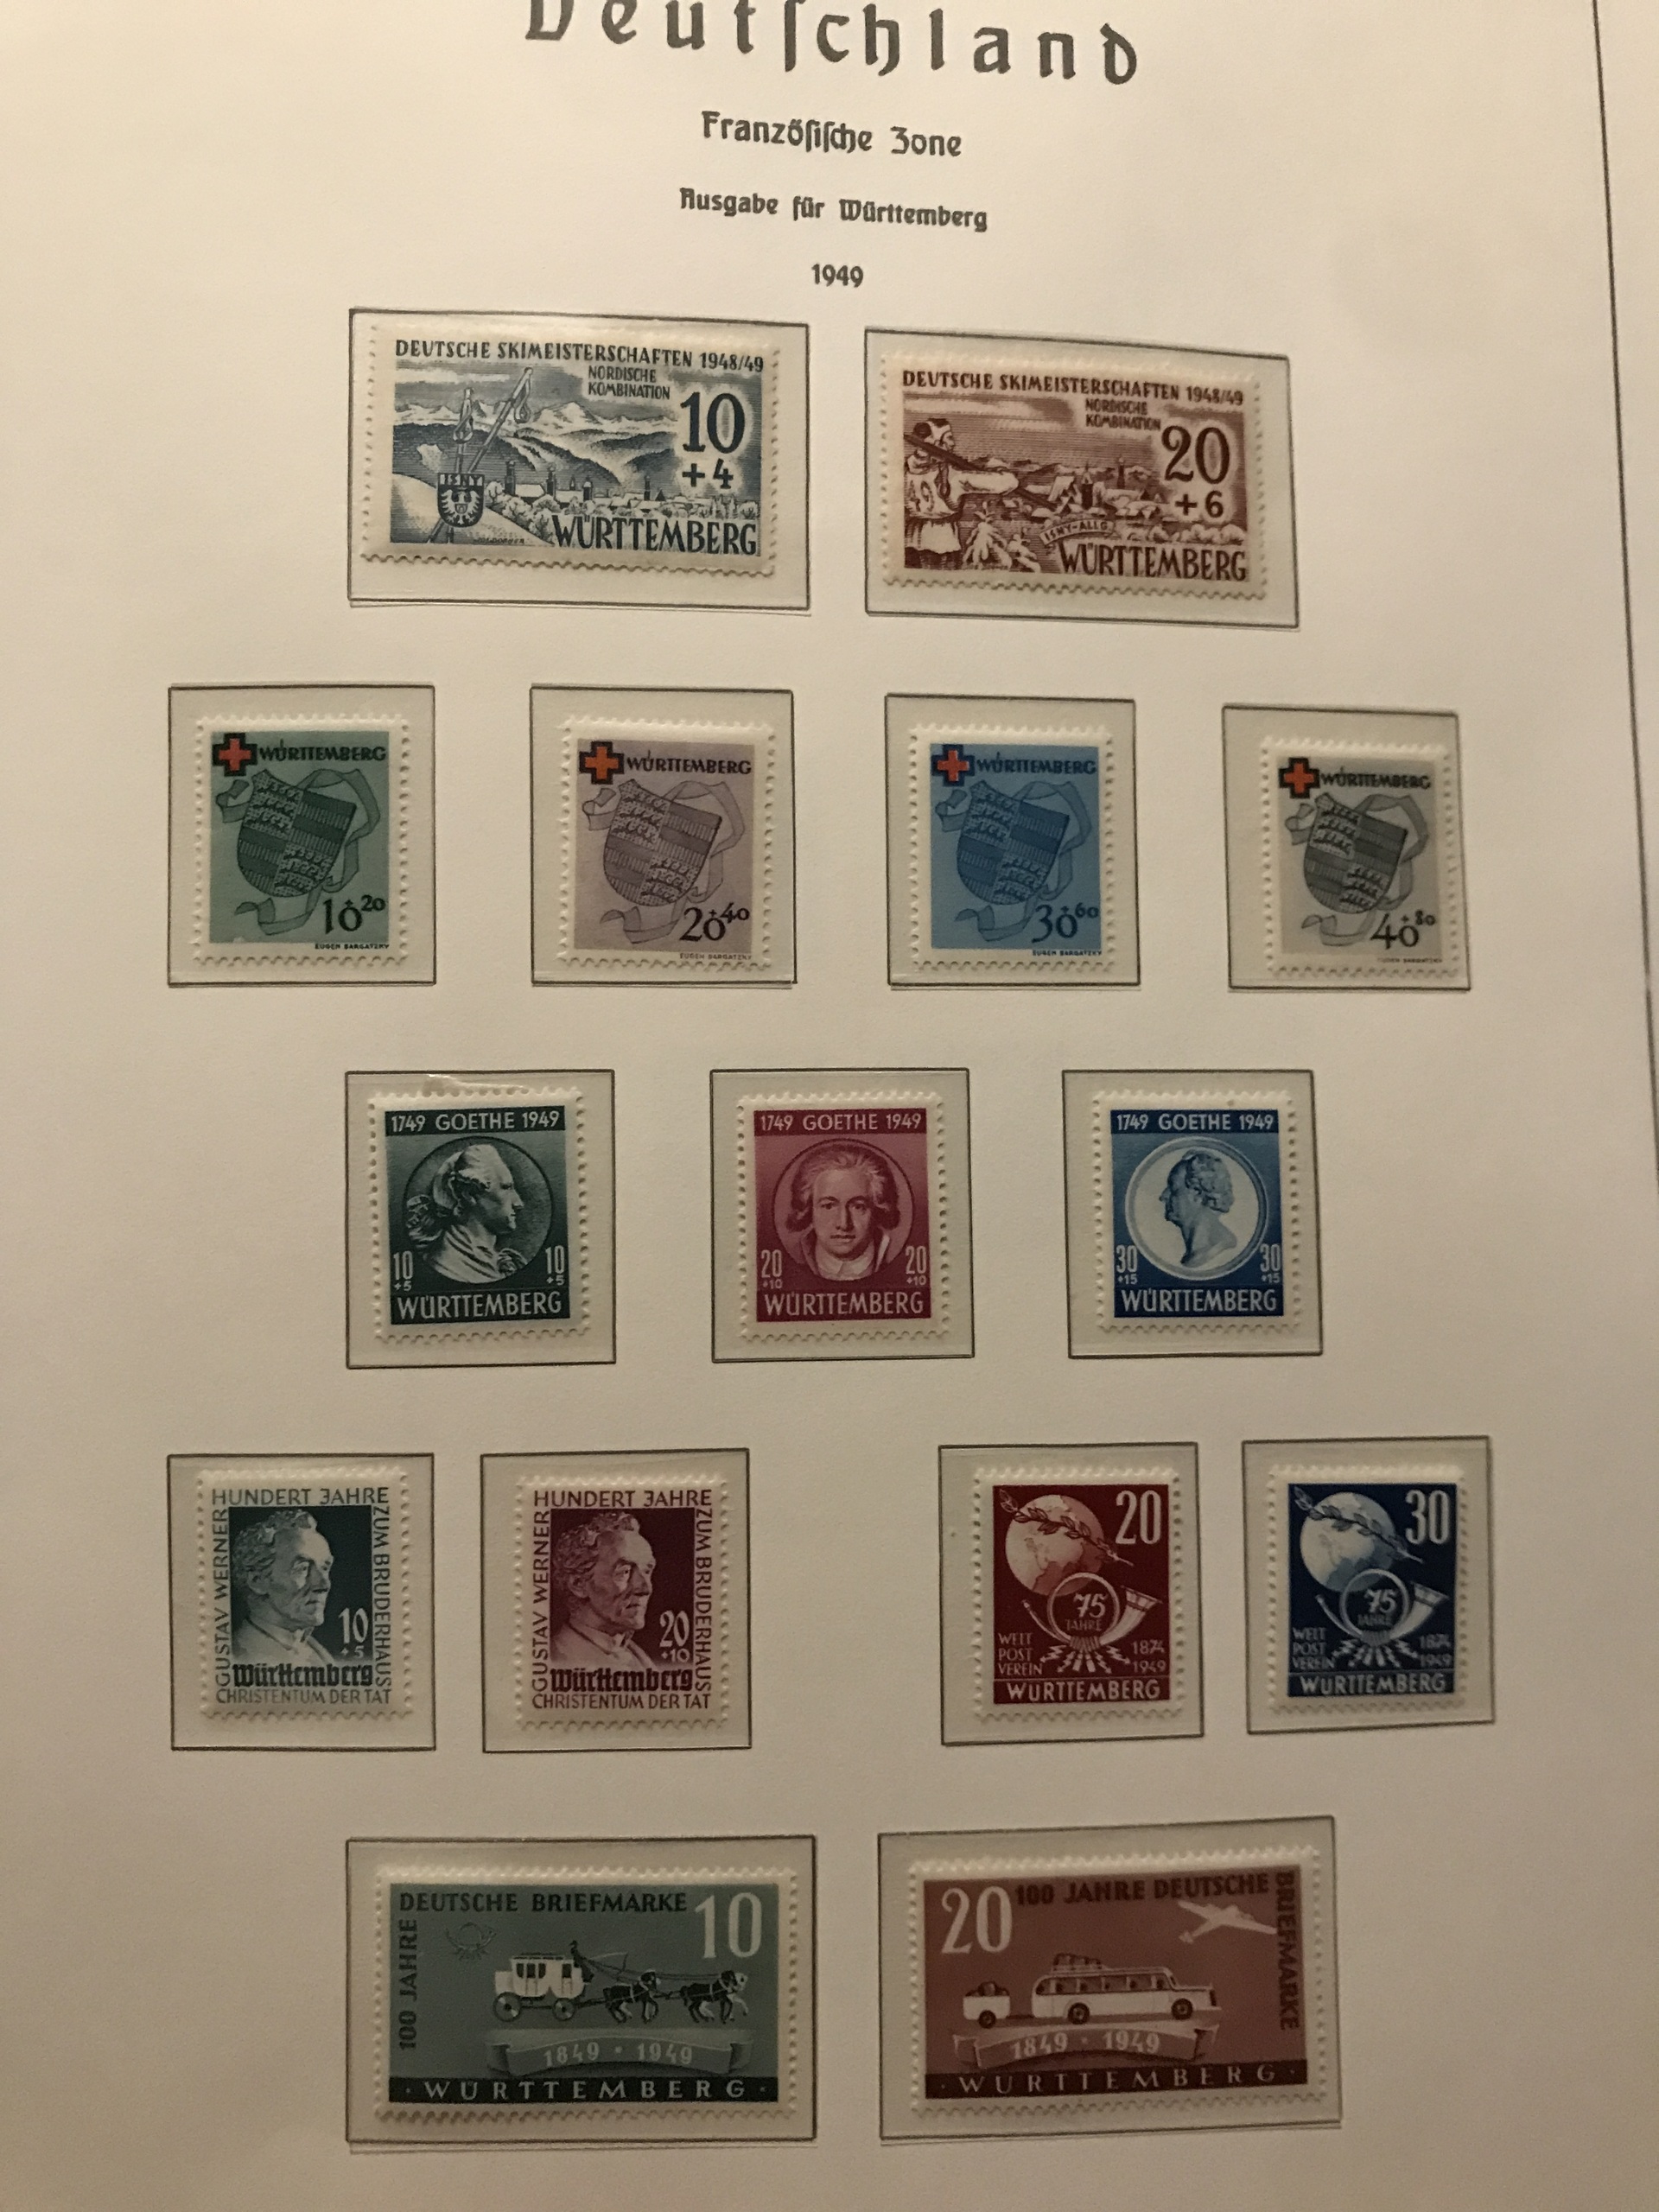 Deutschland
Französische Zone
Ausgabe für Württemberg
1949
DEUTSCHE SKIMEISTERSCHAFTEN 1948/49
NORDISCHE
KOMBINATION
10
+4
ISNY
WÜRTTEMBERG
DEUTSCHE SKIMEISTERSCHAFTEN 1948/49
NORDISCHE
KOMBINATION
20
+6
ISNY-ALLG.
WÜRTTEMBERG
WÜRTTEMBERG
10+20
EUGEN BARGATZKY
WÜRTTEMBERG
20+40
EUGEN BARGATZKY
WÜRTTEMBERG
30+60
EUGEN BARGATZKY
WÜRTTEMBERG
40+80
EUGEN BARGATZKY
1749 GOETHE 1949
10 10
+5 +5
WÜRTTEMBERG
1749 GOETHE 1949
20 20
+10 +10
WÜRTTEMBERG
1749 GOETHE 1949
30 30
+15 +15
WÜRTTEMBERG
GUSTAV WERNER
HUNDERT JAHRE
ZUM BRUDERHAUS
10
+5
Württemberg
CHRISTENTUM DER TAT
GUSTAV WERNER
HUNDERT JAHRE
ZUM BRUDERHAUS
20
+10
Württemberg
CHRISTENTUM DER TAT
20
75
JAHRE
WELT
POST
VEREIN
1874
1949
WÜRTTEMBERG
30
75
JAHRE
WELT
POST
VEREIN
1874
1949
WÜRTTEMBERG
100 JAHRE
DEUTSCHE BRIEFMARKE
10
1849 • 1949
· WÜRTTEMBERG ·
20
100 JAHRE DEUTSCHE
BRIEFMARKE
1849 • 1949
· WÜRTTEMBERG ·